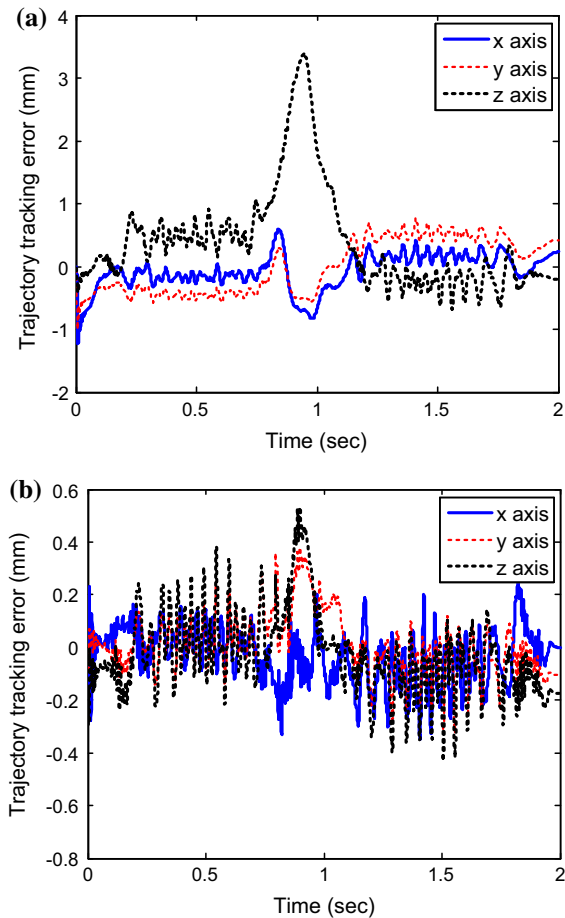 (a)
4
3
2
1
0
-1
-2
Trajectory tracking error (mm)
x axis
y axis
z axis
0
0.5
1
1.5
2
Time (sec)
(b)
0.6
0.4
0.2
0
-0.2
-0.4
-0.6
-0.8
Trajectory tracking error (mm)
x axis
y axis
z axis
0
0.5
1
1.5
2
Time (sec)